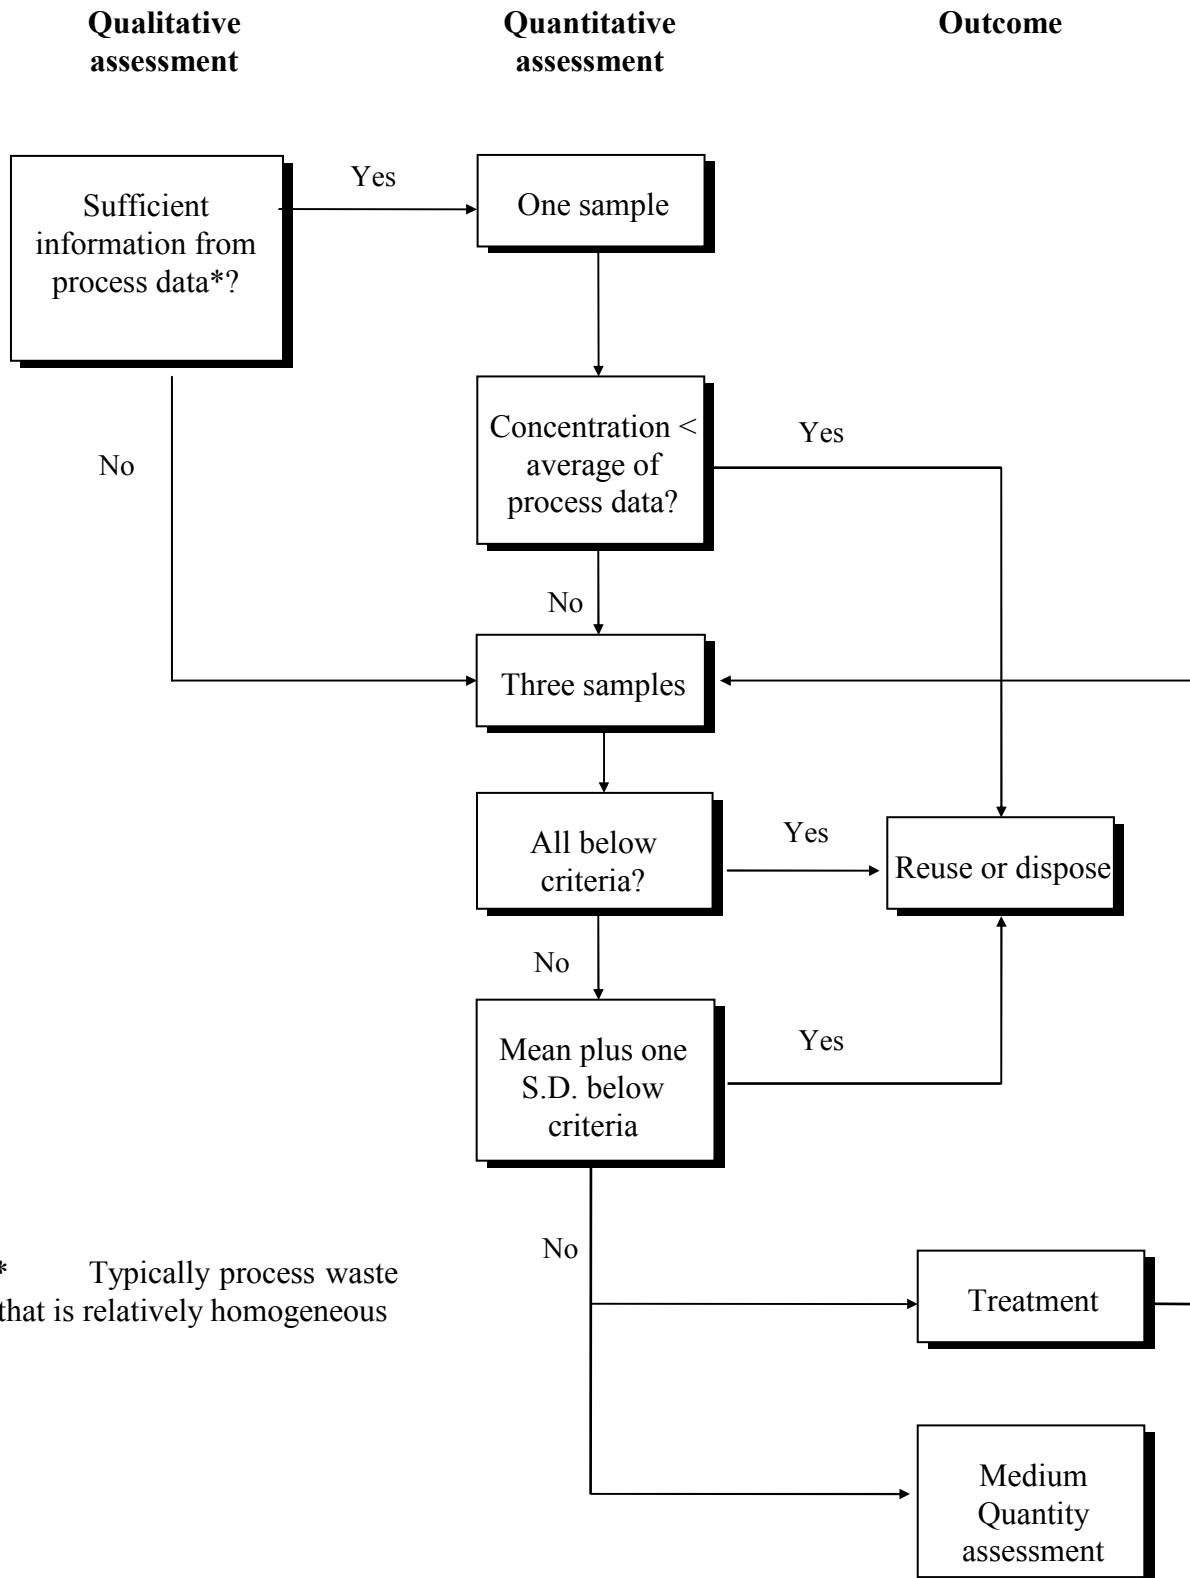 Qualitative
assessment
Quantitative
assessment
Outcome
Sufficient
information from
process data*?
Yes
One sample
No
Concentration <
average of
process data?
Yes
No
Three samples
All below
criteria?
Yes
Reuse or dispose
No
Mean plus one
S.D. below
criteria
Yes
No
* Typically process waste
that is relatively homogeneous
Treatment
Medium
Quantity
assessment